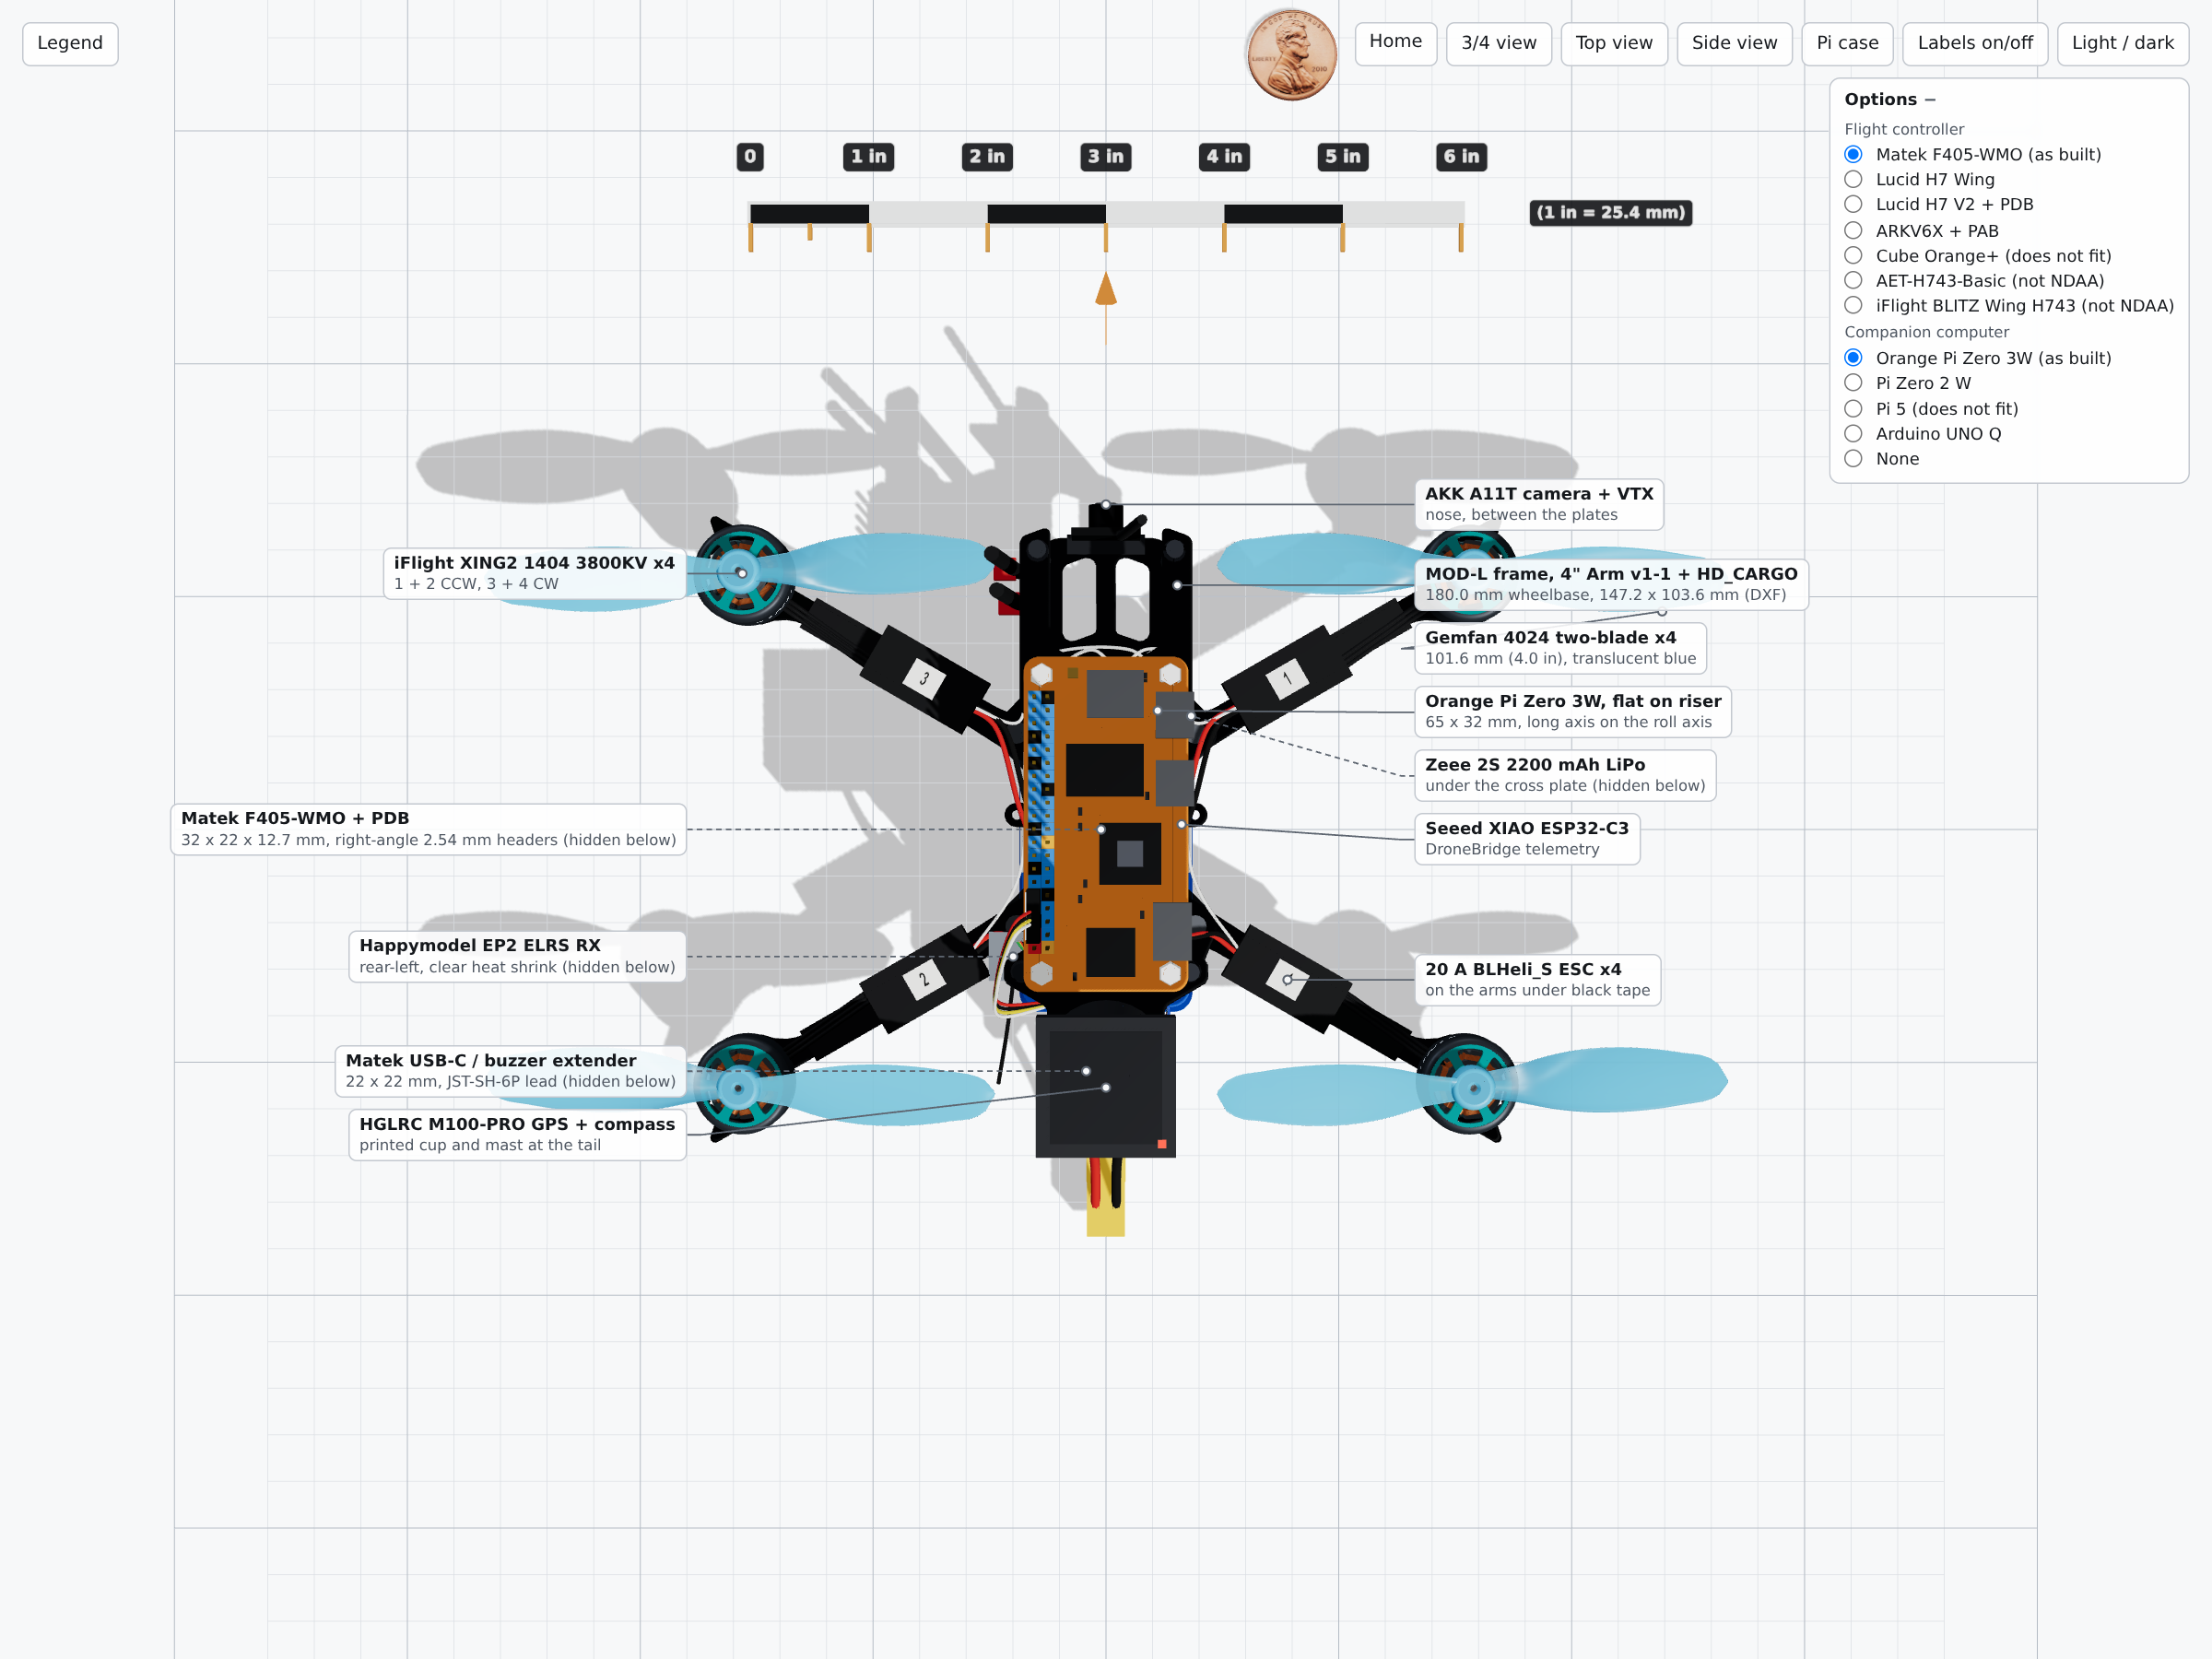 Legend
Home
3/4 view
Top view
Side view
Pi case
Labels on/off
Light / dark
IN GOD WE TRUST
LIBERTY
2010
Options −
Flight controller
Matek F405-WMO (as built)
Lucid H7 Wing
Lucid H7 V2 + PDB
ARKV6X + PAB
Cube Orange+ (does not fit)
AET-H743-Basic (not NDAA)
iFlight BLITZ Wing H743 (not NDAA)
Companion computer
Orange Pi Zero 3W (as built)
Pi Zero 2 W
Pi 5 (does not fit)
Arduino UNO Q
None
0
1 in
2 in
3 in
4 in
5 in
6 in
(1 in = 25.4 mm)
AKK A11T camera + VTX
nose, between the plates
iFlight XING2 1404 3800KV x4
1 + 2 CCW, 3 + 4 CW
MOD-L frame, 4" Arm v1-1 + HD_CARGO
180.0 mm wheelbase, 147.2 x 103.6 mm (DXF)
Gemfan 4024 two-blade x4
101.6 mm (4.0 in), translucent blue
3
1
Orange Pi Zero 3W, flat on riser
65 x 32 mm, long axis on the roll axis
Zeee 2S 2200 mAh LiPo
under the cross plate (hidden below)
Matek F405-WMO + PDB
32 x 22 x 12.7 mm, right-angle 2.54 mm headers (hidden below)
Seeed XIAO ESP32-C3
DroneBridge telemetry
Happymodel EP2 ELRS RX
rear-left, clear heat shrink (hidden below)
2
20 A BLHeli_S ESC x4
on the arms under black tape
Matek USB-C / buzzer extender
22 x 22 mm, JST-SH-6P lead (hidden below)
HGLRC M100-PRO GPS + compass
printed cup and mast at the tail